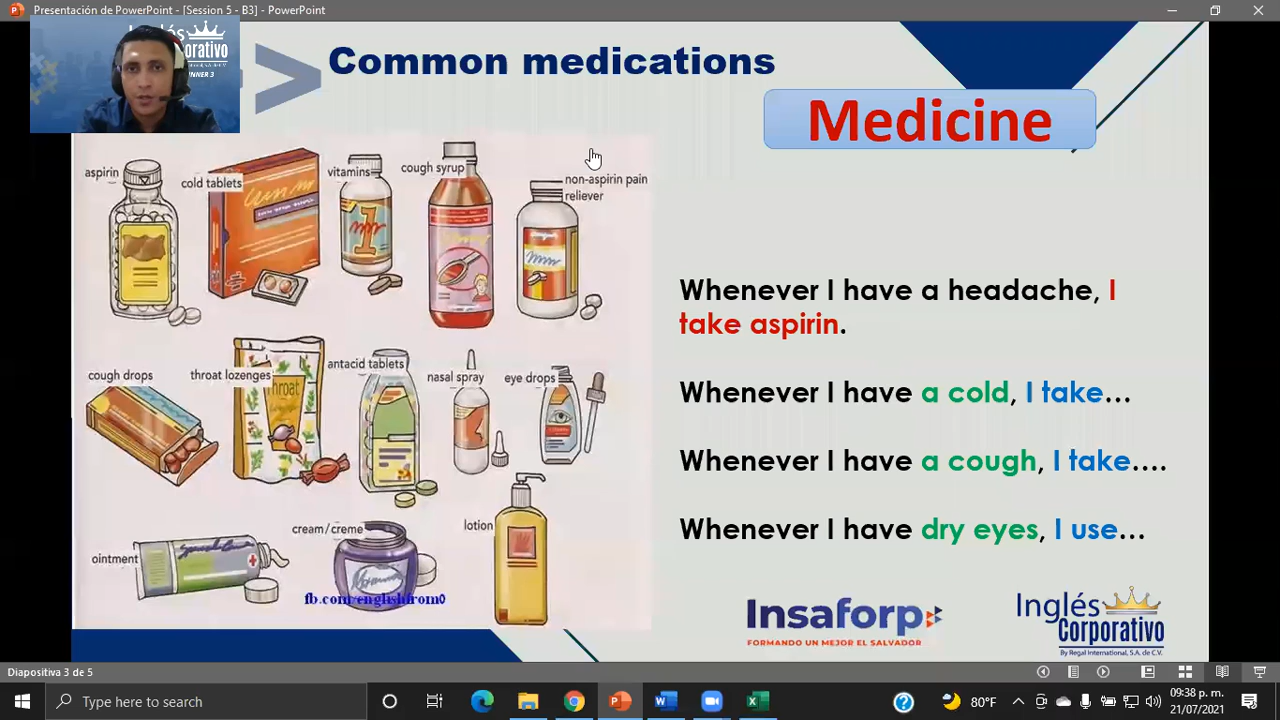 Presentación de PowerPoint - [Session 5 - B3] - PowerPoint
Common medications
Medicine
aspirin
cold tablets
vitamins
cough syrup
non-aspirin pain
reliever
Whenever I have a headache, I
take aspirin.
Whenever I have a cold, I take...
Whenever I have a cough, I take....
Whenever I have dry eyes, I use...
cough drops
throat lozenges
antacid tablets
nasal spray
eye drops
ointment
cream/creme
lotion
fb.com/englishfrom0
Insaforp
FORMANDO UN MEJOR EL SALVADOR
Inglés
Corporativo
By Regal International, S.A. de C.V.
Diapositiva 3 de 5
Type here to search
80°F
09:38 p. m.
21/07/2021